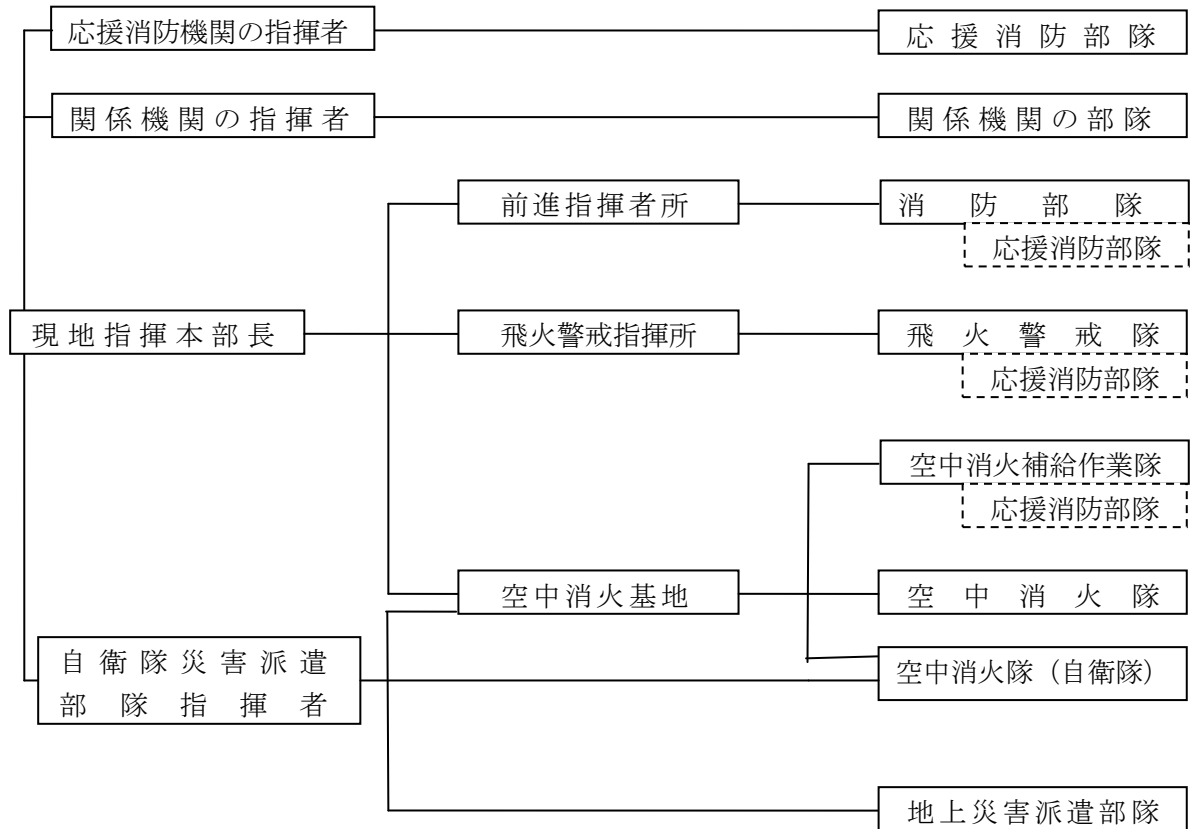 応援消防機関の指揮者
応援消防部隊
関係機関の指揮者
関係機関の部隊
前進指揮者所
消防部隊
応援消防部隊
現地指揮本部長
飛火警戒指揮所
飛火警戒隊
応援消防部隊
空中消火補給作業隊
応援消防部隊
空中消火基地
空中消火隊
自衛隊災害派遣
部隊指揮者
空中消火隊（自衛隊）
地上災害派遣部隊